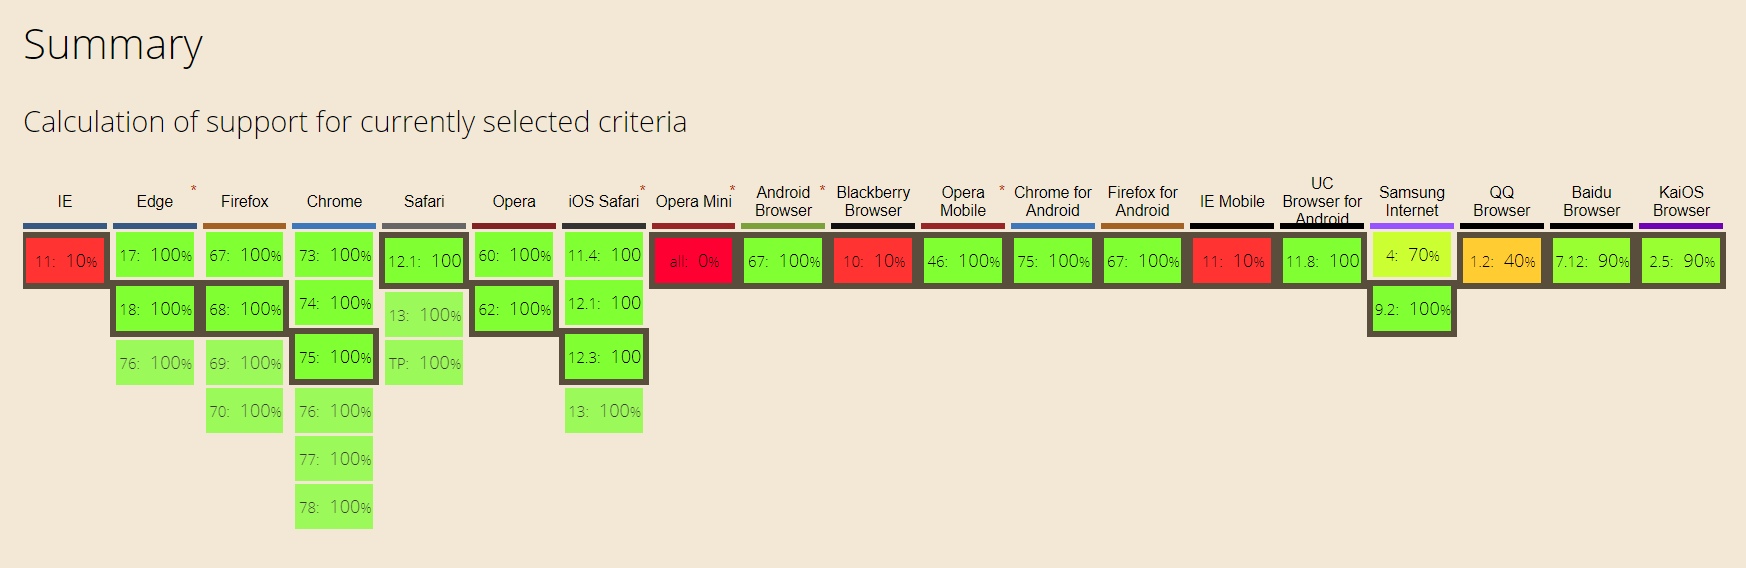 Summary
Calculation of support for currently selected criteria
IE
Edge *
Firefox
Chrome
Safari
Opera
iOS Safari *
Opera Mini *
Android *
Browser
Blackberry
Browser
Opera *
Mobile
Chrome for
Android
Firefox for
Android
IE Mobile
UC
Browser for
Android
Samsung
Internet
QQ
Browser
Baidu
Browser
KaiOS
Browser
11: 10%
17: 100%
67: 100%
73: 100%
12.1: 100
60: 100%
11.4: 100
all: 0%
67: 100%
10: 10%
46: 100%
75: 100%
67: 100%
11: 10%
11.8: 100
4: 70%
1.2: 40%
7.12: 90%
2.5: 90%
18: 100%
68: 100%
74: 100%
13: 100%
62: 100%
12.1: 100
9.2: 100%
76: 100%
69: 100%
75: 100%
TP: 100%
12.3: 100
70: 100%
76: 100%
13: 100%
77: 100%
78: 100%